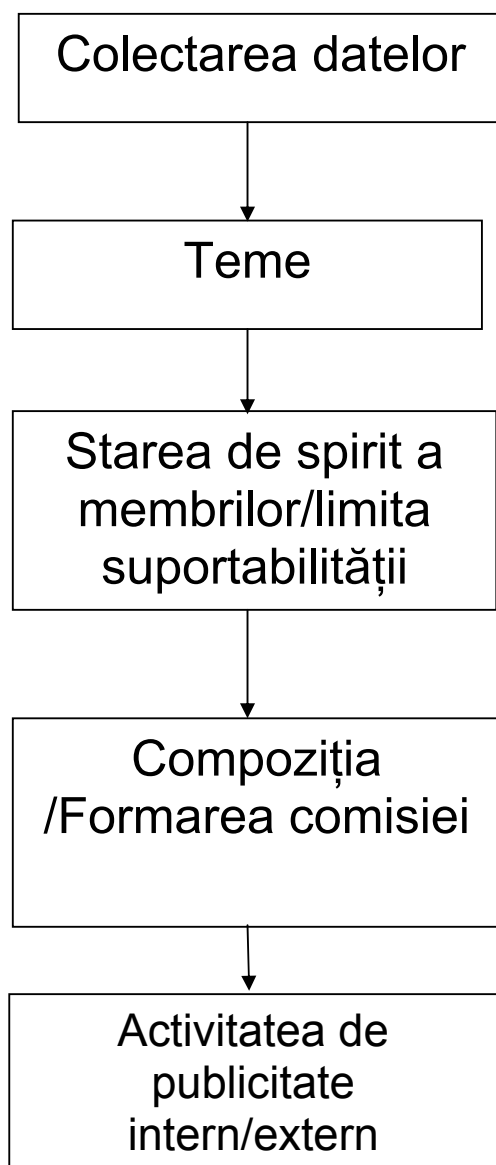 Colectarea datelor
Teme
Starea de spirit a
membrilor/limita
suportabilității
Compoziția
/Formarea comisiei
Activitatea de
publicitate
intern/extern